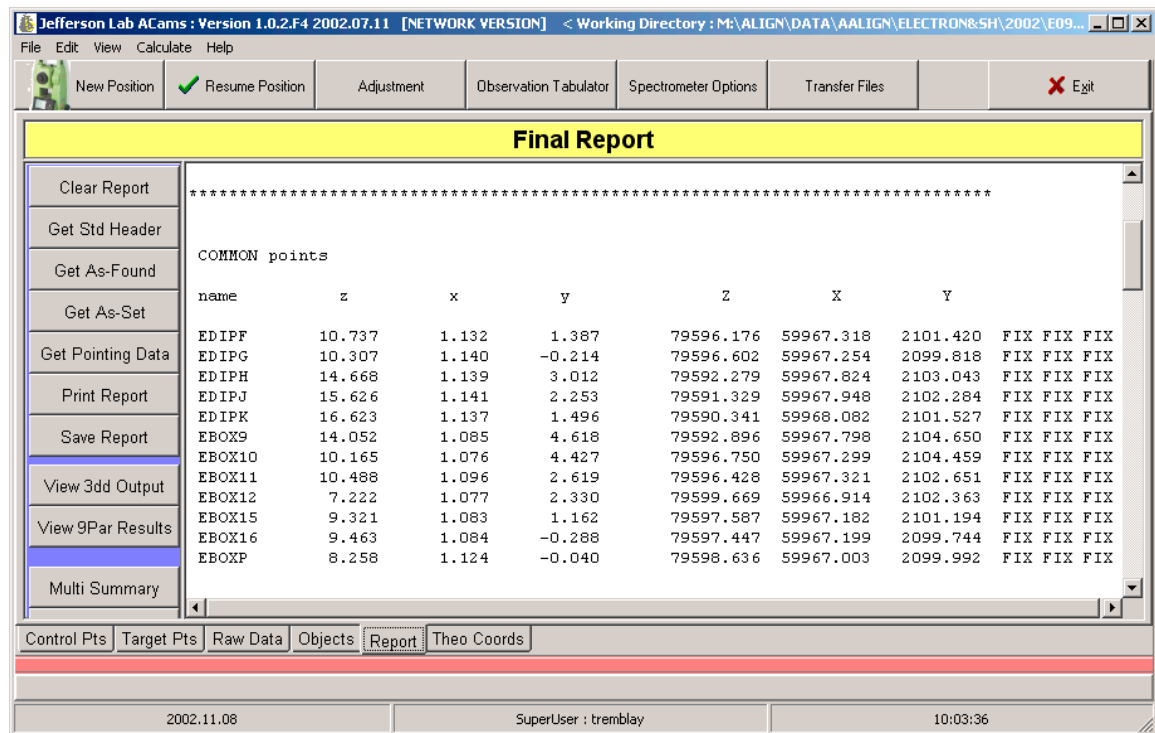 Jefferson Lab ACams : Version 1.0.2.F4 2002.07.11 [NETWORK VERSION] < Working Directory : M:\ALIGN\DATA\AALIGN\ELECTRON&SH\2002\E09...
File Edit View Calculate Help
New Position Resume Position Adjustment Observation Tabulator Spectrometer Options Transfer Files Exit
Final Report
Clear Report
Get Std Header
Get As-Found
Get As-Set
Get Pointing Data
Print Report
Save Report
View 3dd Output
View 9Par Results
Multi Summary
********************************************************************************
COMMON points
name z x y Z X Y
EDIPF 10.737 1.132 1.387 79596.176 59967.318 2101.420 FIX FIX FIX
EDIPG 10.307 1.140 -0.214 79596.602 59967.254 2099.818 FIX FIX FIX
EDIPH 14.668 1.139 3.012 79592.279 59967.824 2103.043 FIX FIX FIX
EDIPJ 15.626 1.141 2.253 79591.329 59967.948 2102.284 FIX FIX FIX
EDIPK 16.623 1.137 1.496 79590.341 59968.082 2101.527 FIX FIX FIX
EBOX9 14.052 1.085 4.618 79592.896 59967.798 2104.650 FIX FIX FIX
EBOX10 10.165 1.076 4.427 79596.750 59967.299 2104.459 FIX FIX FIX
EBOX11 10.488 1.096 2.619 79596.428 59967.321 2102.651 FIX FIX FIX
EBOX12 7.222 1.077 2.330 79599.669 59966.914 2102.363 FIX FIX FIX
EBOX15 9.321 1.083 1.162 79597.587 59967.182 2101.194 FIX FIX FIX
EBOX16 9.463 1.084 -0.288 79597.447 59967.199 2099.744 FIX FIX FIX
EBOXP 8.258 1.124 -0.040 79598.636 59967.003 2099.992 FIX FIX FIX
Control Pts Target Pts Raw Data Objects Report Theo Coords
2002.11.08 SuperUser : tremblay 10:03:36